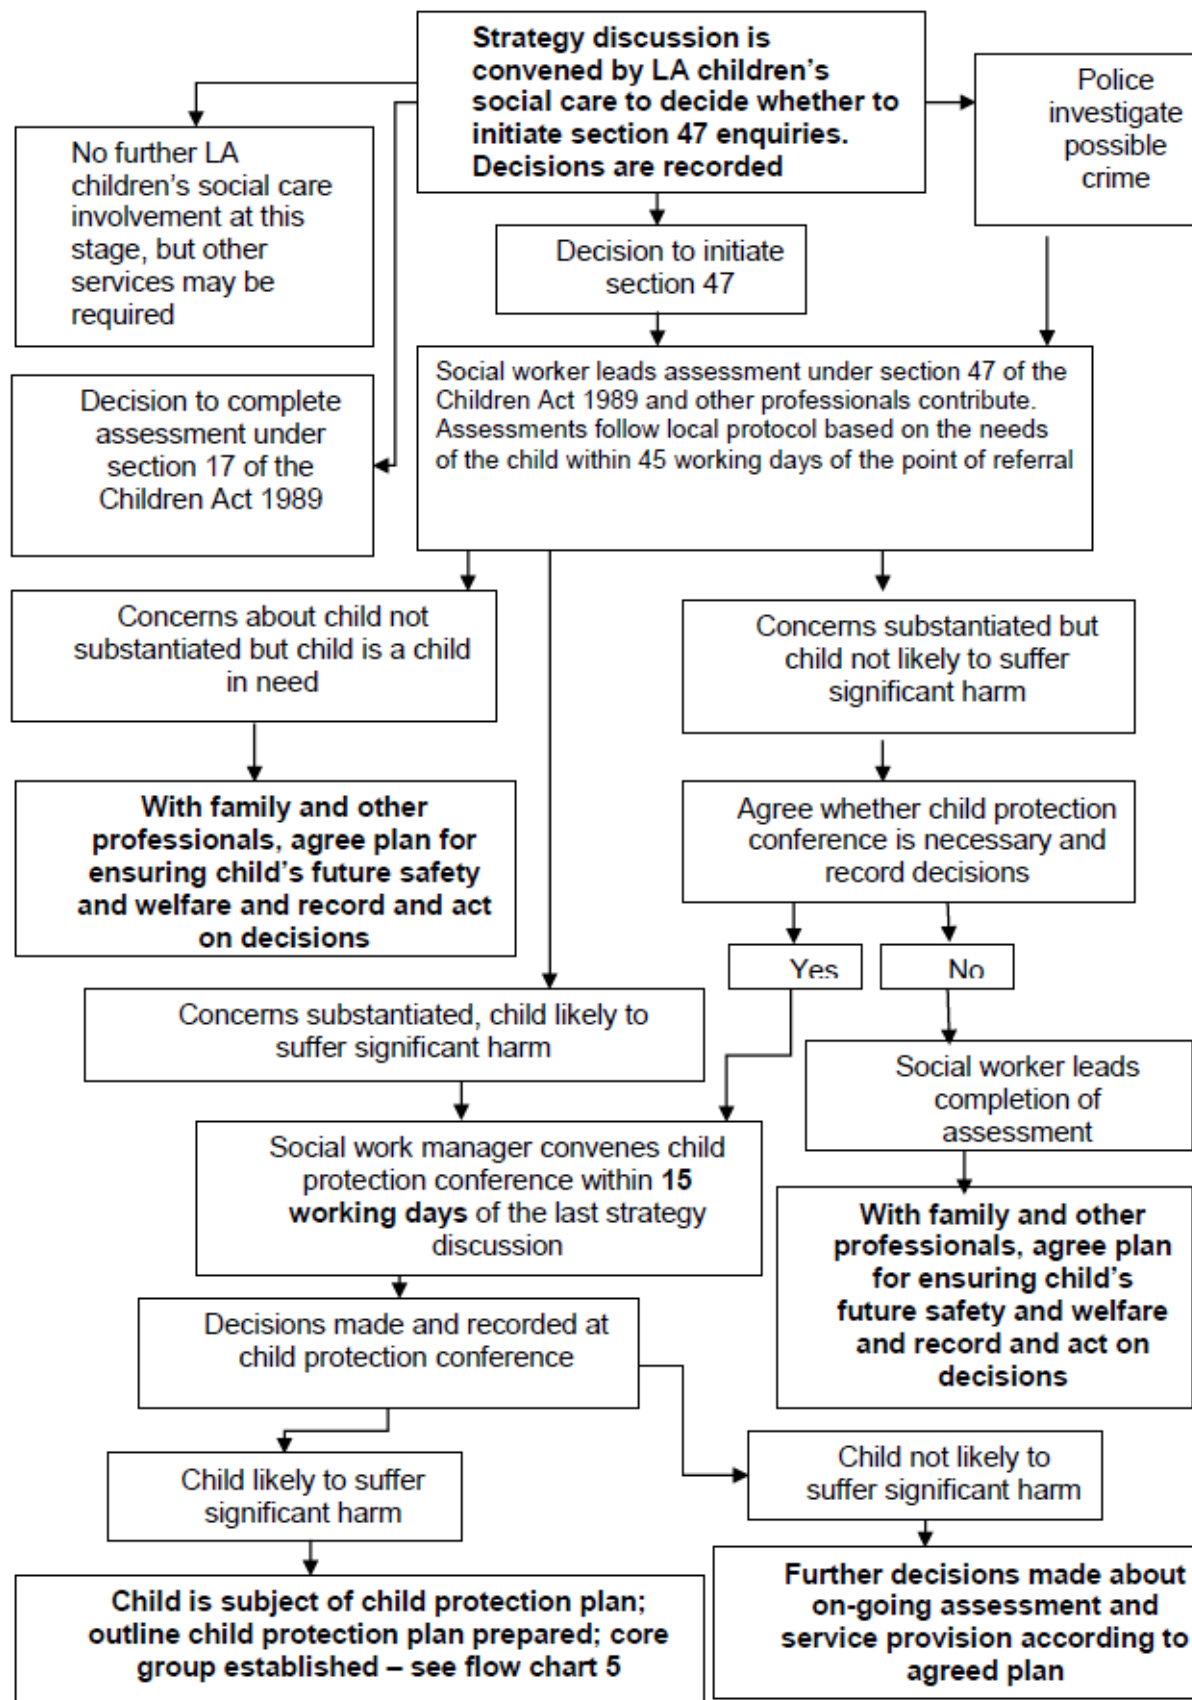 Strategy discussion is
convened by LA children's
social care to decide whether to
initiate section 47 enquiries.
Decisions are recorded
Police
investigate
possible
crime
No further LA
children's social care
involvement at this
stage, but other
services may be
required
Decision to initiate
section 47
Decision to complete
assessment under
section 17 of the
Children Act 1989
Social worker leads assessment under section 47 of the
Children Act 1989 and other professionals contribute.
Assessments follow local protocol based on the needs
of the child within 45 working days of the point of referral
Concerns about child not
substantiated but child is a child
in need
Concerns substantiated but
child not likely to suffer
significant harm
With family and other
professionals, agree plan for
ensuring child's future safety
and welfare and record and act
on decisions
Agree whether child protection
conference is necessary and
record decisions
Yes
No
Concerns substantiated, child likely to
suffer significant harm
Social worker leads
completion of
assessment
Social work manager convenes child
protection conference within 15
working days of the last strategy
discussion
With family and other
professionals, agree plan
for ensuring child's
future safety and welfare
and record and act on
decisions
Decisions made and recorded at
child protection conference
Child likely to suffer
significant harm
Child not likely to
suffer significant harm
Child is subject of child protection plan;
outline child protection plan prepared; core
group established – see flow chart 5
Further decisions made about
on-going assessment and
service provision according to
agreed plan